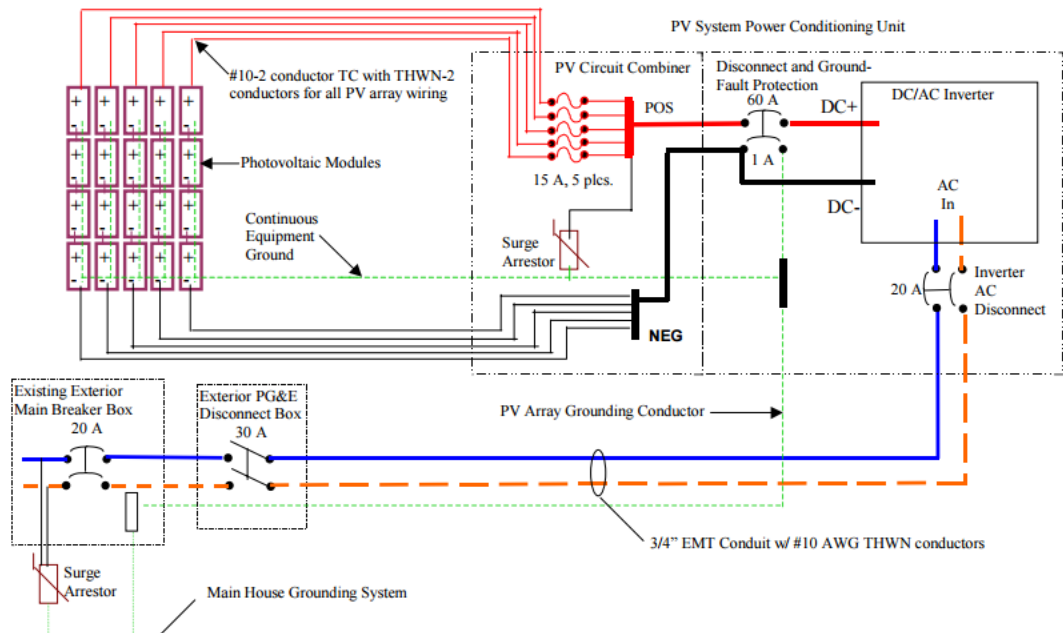 PV System Power Conditioning Unit
#10-2 conductor TC with THWN-2
conductors for all PV array wiring
PV Circuit Combiner
POS
15 A, 5 plcs.
Disconnect and Ground-
Fault Protection
60 A
1 A
DC+
DC-
DC/AC Inverter
AC
In
Photovoltaic Modules
+ + + + +
- - - - -
+ + + + +
- - - - -
+ + + + +
- - - - -
+ + + + +
- - - - -
Continuous
Equipment
Ground
Surge
Arrestor
NEG
20 A
Inverter
AC
Disconnect
Existing Exterior
Main Breaker Box
20 A
Exterior PG&E
Disconnect Box
30 A
PV Array Grounding Conductor
3/4” EMT Conduit w/ #10 AWG THWN conductors
Surge
Arrestor
Main House Grounding System